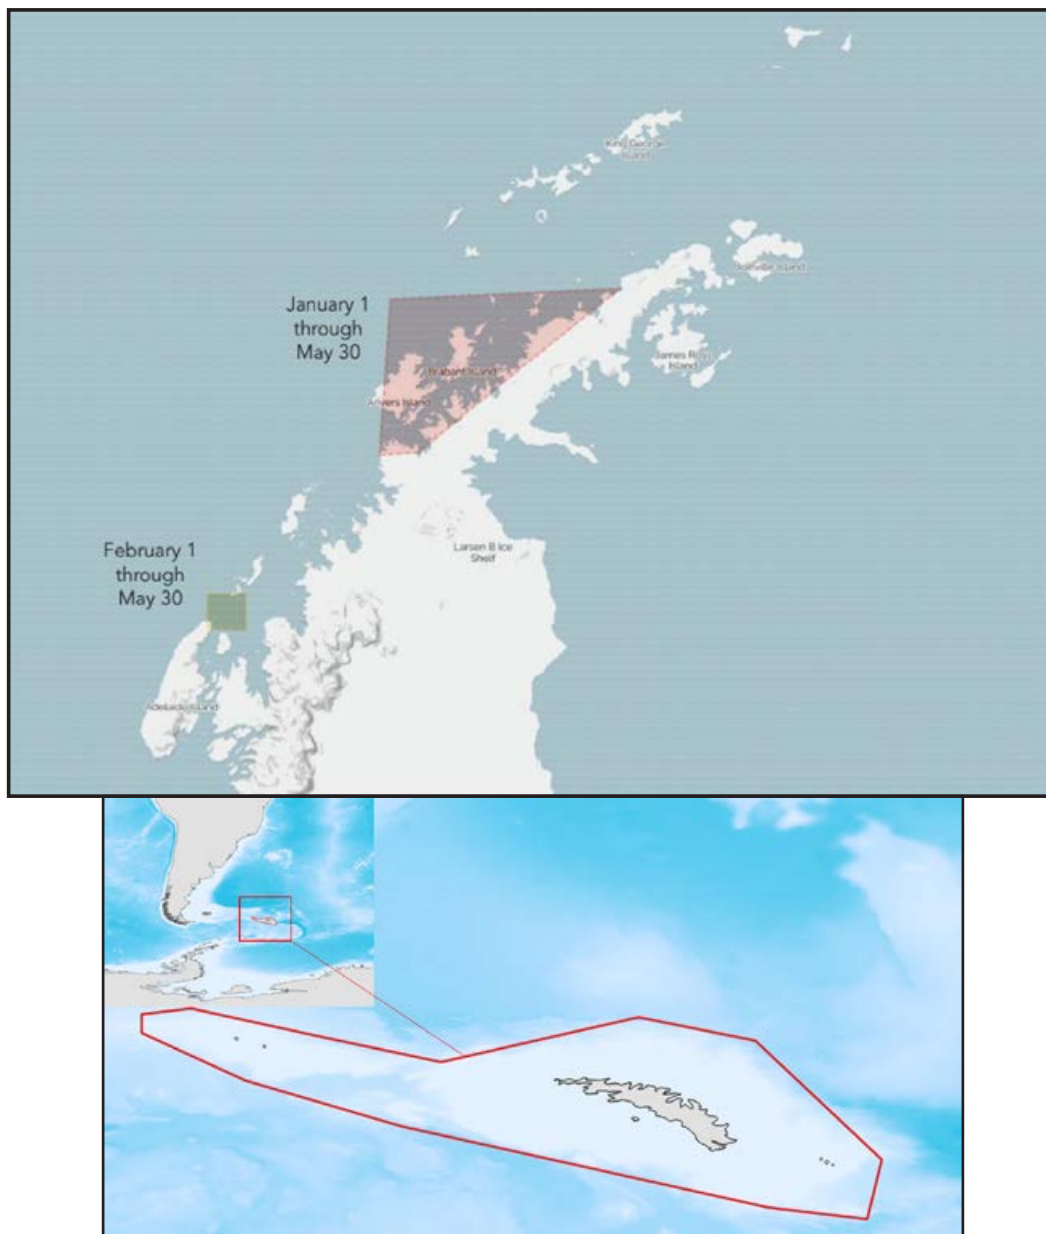 King George
Island
Joinville Island
January 1
through
May 30
James Ross
Island
Brabant Island
Anvers Island
Larsen B Ice
Shelf
February 1
through
May 30
Adelaide Island